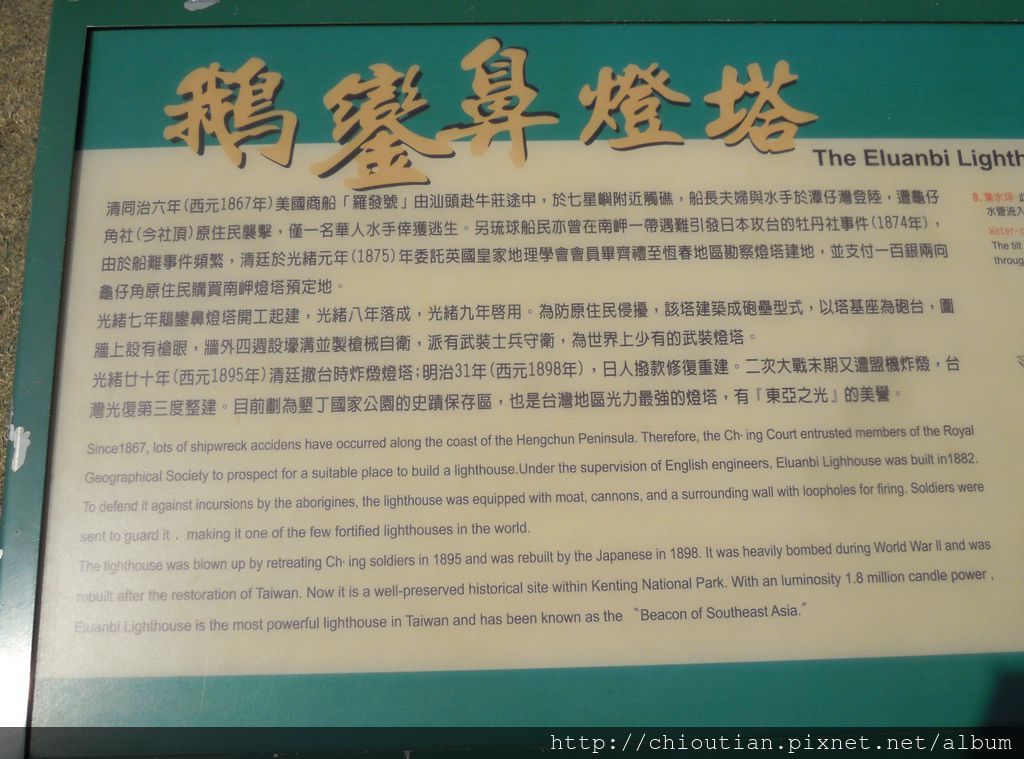 鵝鑾鼻燈塔
The Eluanbi Lighth
清同治六年(西元1867年)美國商船「羅發號」由汕頭赴牛莊途中,於七星嶼附近觸礁,船長夫婦與水手於潭仔灣登陸,遭龜仔
角社(今社頂)原住民襲擊,僅一名華人水手倖獲逃生。另琉球船民亦曾在南岬一帶遇難引發日本攻台的牡丹社事件(1874年),
由於船難事件頻繁,清廷於光緒元年(1875)年委託英國皇家地理學會會員畢齊禮至恆春地區勘察燈塔建地,並支付一百銀兩向
龜仔角原住民購買南岬燈塔預定地。
光緒七年鵝鑾鼻燈塔開工起建,光緒八年落成,光緒九年啓用。為防原住民侵擾,該塔建築成砲壘型式,以塔基座為砲台,圍
牆上設有槍眼,牆外四週設壕溝並製槍械自衛,派有武裝士兵守衛,為世界上少有的武裝燈塔。
光緒廿十年(西元1895年)清廷撤台時炸燬燈塔;明治31年(西元1898年),日人撥款修復重建。二次大戰末期又遭盟機炸燬,台
灣光復第三度整建。目前劃為墾丁國家公園的史蹟保存區,也是台灣地區光力最強的燈塔,有『東亞之光』的美譽。
Since1867, lots of shipwreck accidens have occurred along the coast of the Hengchun Peninsula. Therefore, the Ch‧ing Court entrusted members of the Royal
Geographical Society to prospect for a suitable place to build a lighthouse.Under the supervision of English engineers, Eluanbi Lighhouse was built in1882.
To defend it against incursions by the aborigines, the lighthouse was equipped with moat, cannons, and a surrounding wall with loopholes for firing. Soldiers were
sent to guard it﹐ making it one of the few fortified lighthouses in the world.
The lighthouse was blown up by retreating Ch‧ing soldiers in 1895 and was rebuilt by the Japanese in 1898. It was heavily bombed during World War II and was
rebuilt after the restoration of Taiwan. Now it is a well-preserved historical site within Kenting National Park. With an luminosity 1.8 million candle power ,
Eluanbi Lighthouse is the most powerful lighthouse in Taiwan and has been known as the 〝Beacon of Southeast Asia.〞
8.集水坪:
水管流入
Water-c
The tilt
throug
http://chioutian.pixnet.net/album